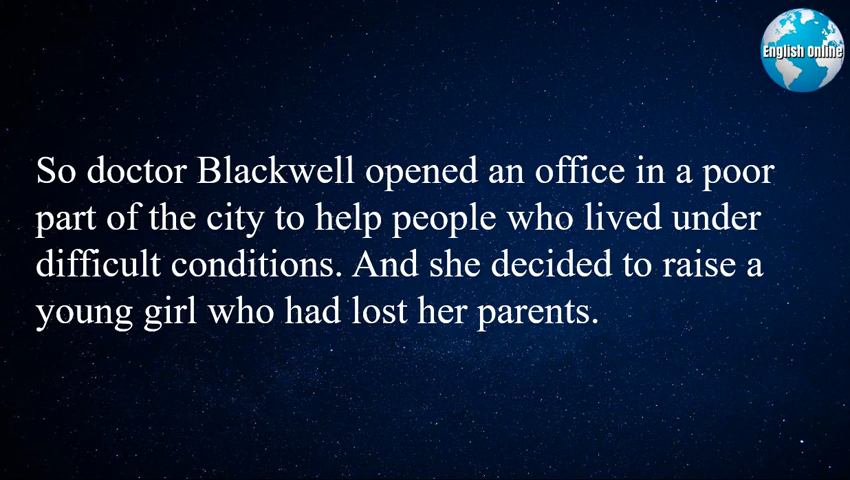 English Online
So doctor Blackwell opened an office in a poor
part of the city to help people who lived under
difficult conditions. And she decided to raise a
young girl who had lost her parents.